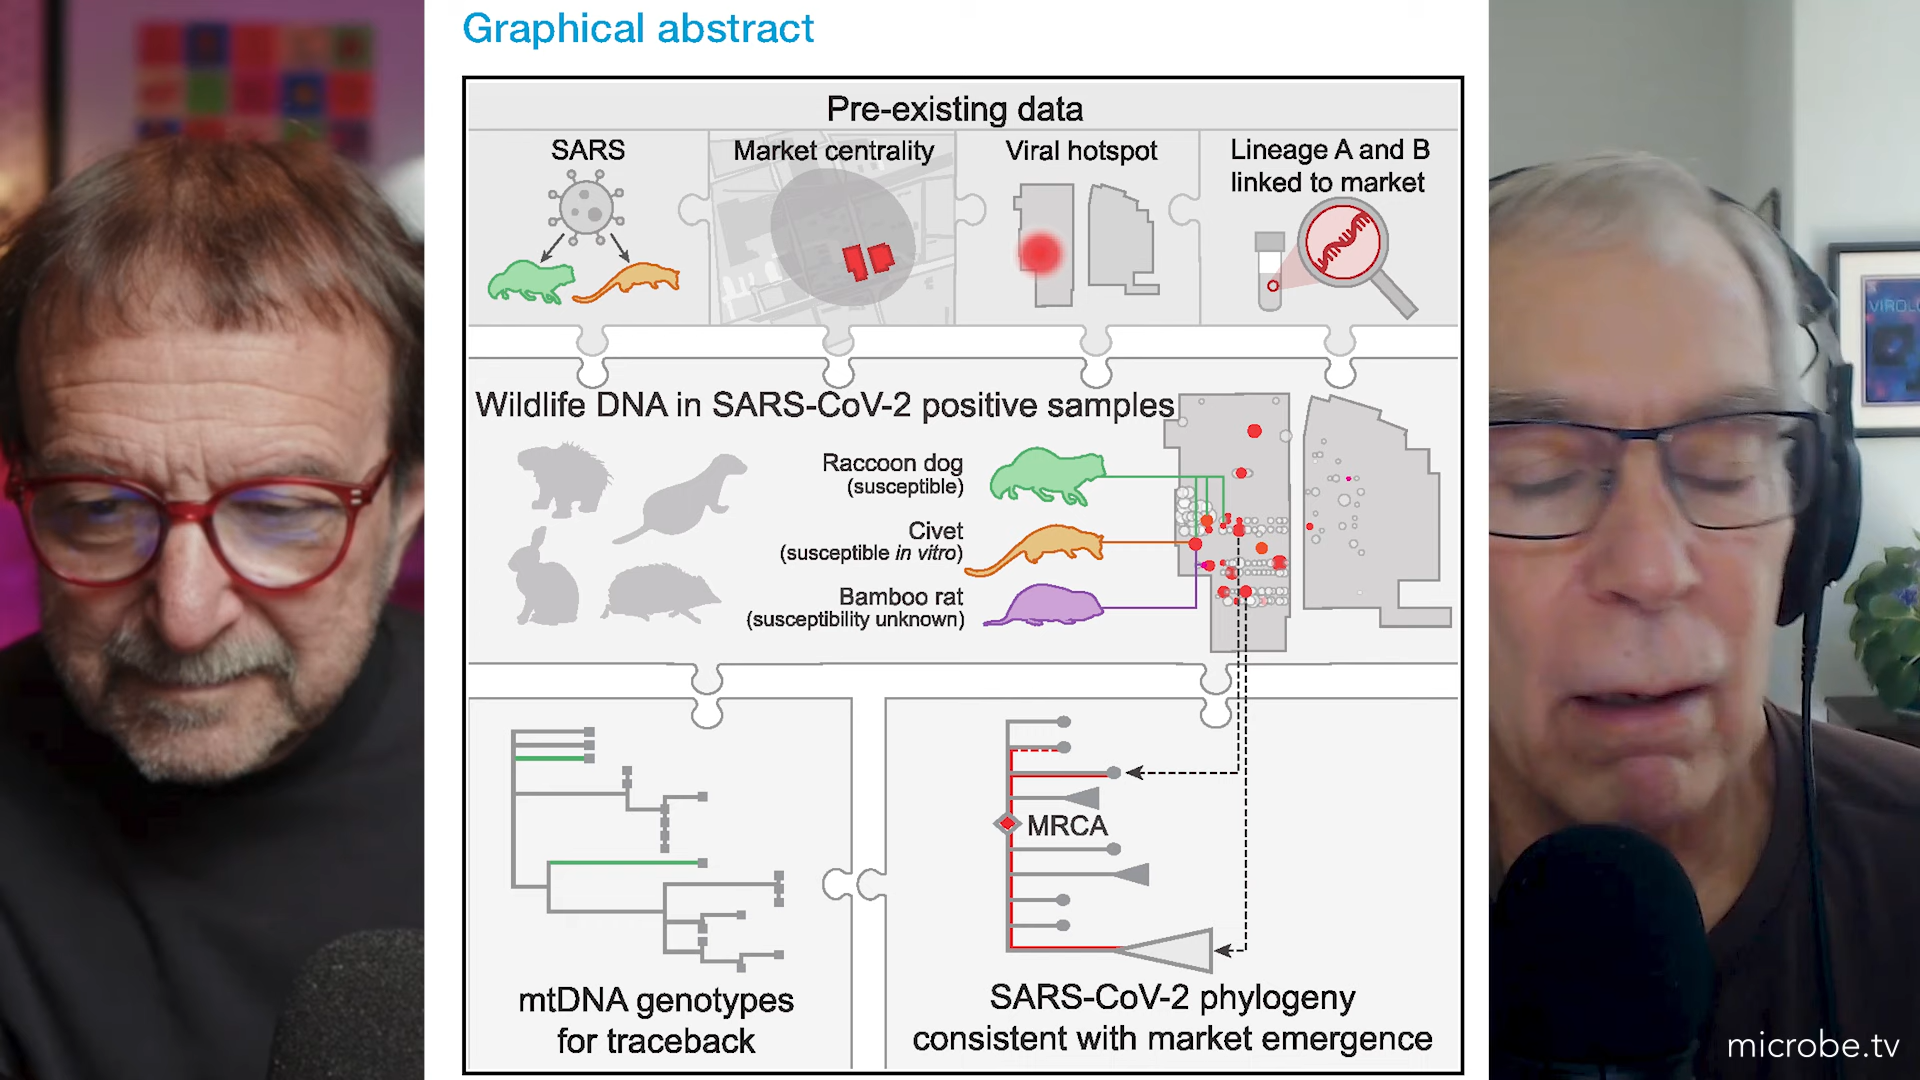 Graphical abstract
Pre-existing data
SARS
Market centrality
Viral hotspot
Lineage A and B
linked to market
Wildlife DNA in SARS-CoV-2 positive samples
Raccoon dog
(susceptible)
Civet
(susceptible in vitro)
Bamboo rat
(susceptibility unknown)
MRCA
mtDNA genotypes
for traceback
SARS-CoV-2 phylogeny
consistent with market emergence
microbe.tv